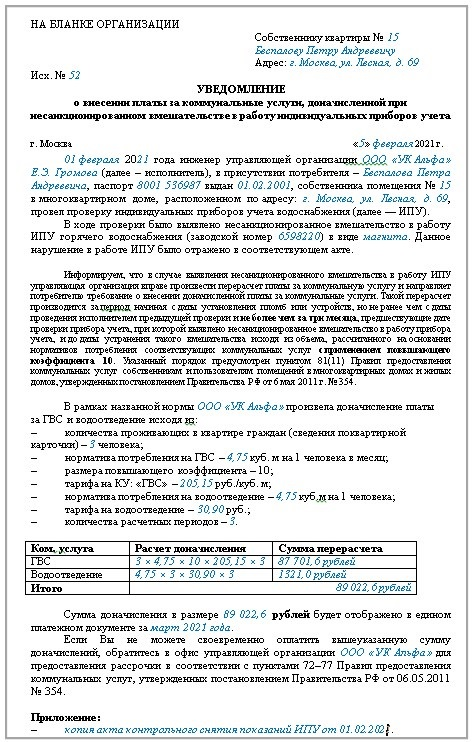 НА БЛАНКЕ ОРГАНИЗАЦИИ
Собственнику квартиры № 15
Беспалову Петру Андреевичу
Адрес: г. Москва, ул. Лесная, д. 69
Исх. № 52
УВЕДОМЛЕНИЕ
о внесении платы за коммунальные услуги, доначисленной при
несанкционированном вмешательстве в работу индивидуальных приборов учета
г. Москва «5» февраля 2021 г.
01 февраля 2021 года инженер управляющей организации ООО «УК Альфа»
Е.Э. Громова (далее – исполнитель), в присутствии потребителя – Беспалова Петра
Андреевича, паспорт 8001 536987 выдан 01.02.2001, собственника помещения № 15
в многоквартирном доме, расположенном по адресу: г. Москва, ул. Лесная, д. 69,
провел проверку индивидуальных приборов учета водоснабжения (далее — ИПУ).
В ходе проверки было выявлено несанкционированное вмешательство в работу
ИПУ горячего водоснабжения (заводской номер 6598220) в виде магнита. Данное
нарушение в работе ИПУ было отражено в соответствующем акте.
Информируем, что в случае выявления несанкционированного вмешательства в работу ИПУ
управляющая организация вправе произвести перерасчет платы за коммунальную услугу и направляет
потребителю требование о внесении доначисленной платы за коммунальные услуги. Такой перерасчет
производится за период начиная с даты установления пломб или устройств, но не ранее чем с даты
проведения исполнителем предыдущей проверки и не более чем за три месяца, предшествующие дате
проверки прибора учета, при которой выявлено несанкционированное вмешательство в работу прибора
учета, и до даты устранения такого вмешательства исходя из объема, рассчитанного на основании
нормативов потребления соответствующих коммунальных услуг с применением повышающего
коэффициента 10. Указанный порядок предусмотрен пунктом 81(11) Правил предоставления
коммунальных услуг собственникам и пользователям помещений в многоквартирных домах и жилых
домов, утвержденных постановлением Правительства РФ от 6 мая 2011 г. № 354.
В рамках названной нормы ООО «УК Альфа» произвела доначисление платы
за ГВС и водоотведение исходя из:
– количества проживающих в квартире граждан (сведения поквартирной
карточки) – 3 человека;
– норматива потребления на ГВС – 4,75 куб. м на 1 человека в месяц;
– размера повышающего коэффициента – 10;
– тарифа на КУ: «ГВС» – 205,15 руб./куб. м;
– норматива потребления на водоотведение – 4,75 куб.м на 1 человека;
– тарифа на водоотведение – 30,90 руб.;
– количества расчетных периодов – 3.
Ком. услуга Расчет доначисления Сумма перерасчета
ГВС 3 × 4,75 × 10 × 205,15 × 3 87 701,6 рублей
Водоотведение 4,75 × 3 × 30,90 × 3 1321,0 рублей
Итого 89 022,6 рублей
Сумма доначисления в размере 89 022,6 рублей будет отображено в едином
платежном документе за март 2021 года.
Если Вы не можете своевременно оплатить вышеуказанную сумму
доначислений, обратитесь в офис управляющей организации ООО «УК Альфа» для
предоставления рассрочки в соответствии с пунктами 72–77 Правил предоставления
коммунальных услуг, утвержденных постановлением Правительства РФ от 06.05.2011
№ 354.
Приложение:
– копия акта контрольного снятия показаний ИПУ от 01.02.2021.